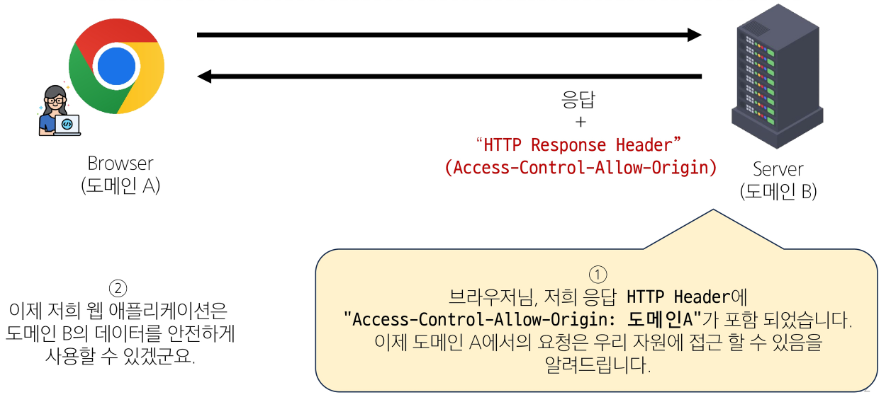 응답
+
“HTTP Response Header”
(Access-Control-Allow-Origin)
Browser
(도메인 A)
Server
(도메인 B)
①
브라우저님, 저희 응답 HTTP Header에
"Access-Control-Allow-Origin: 도메인A"가 포함 되었습니다.
이제 도메인 A에서의 요청은 우리 자원에 접근 할 수 있음을
알려드립니다.
②
이제 저희 웹 애플리케이션은
도메인 B의 데이터를 안전하게
사용할 수 있겠군요.